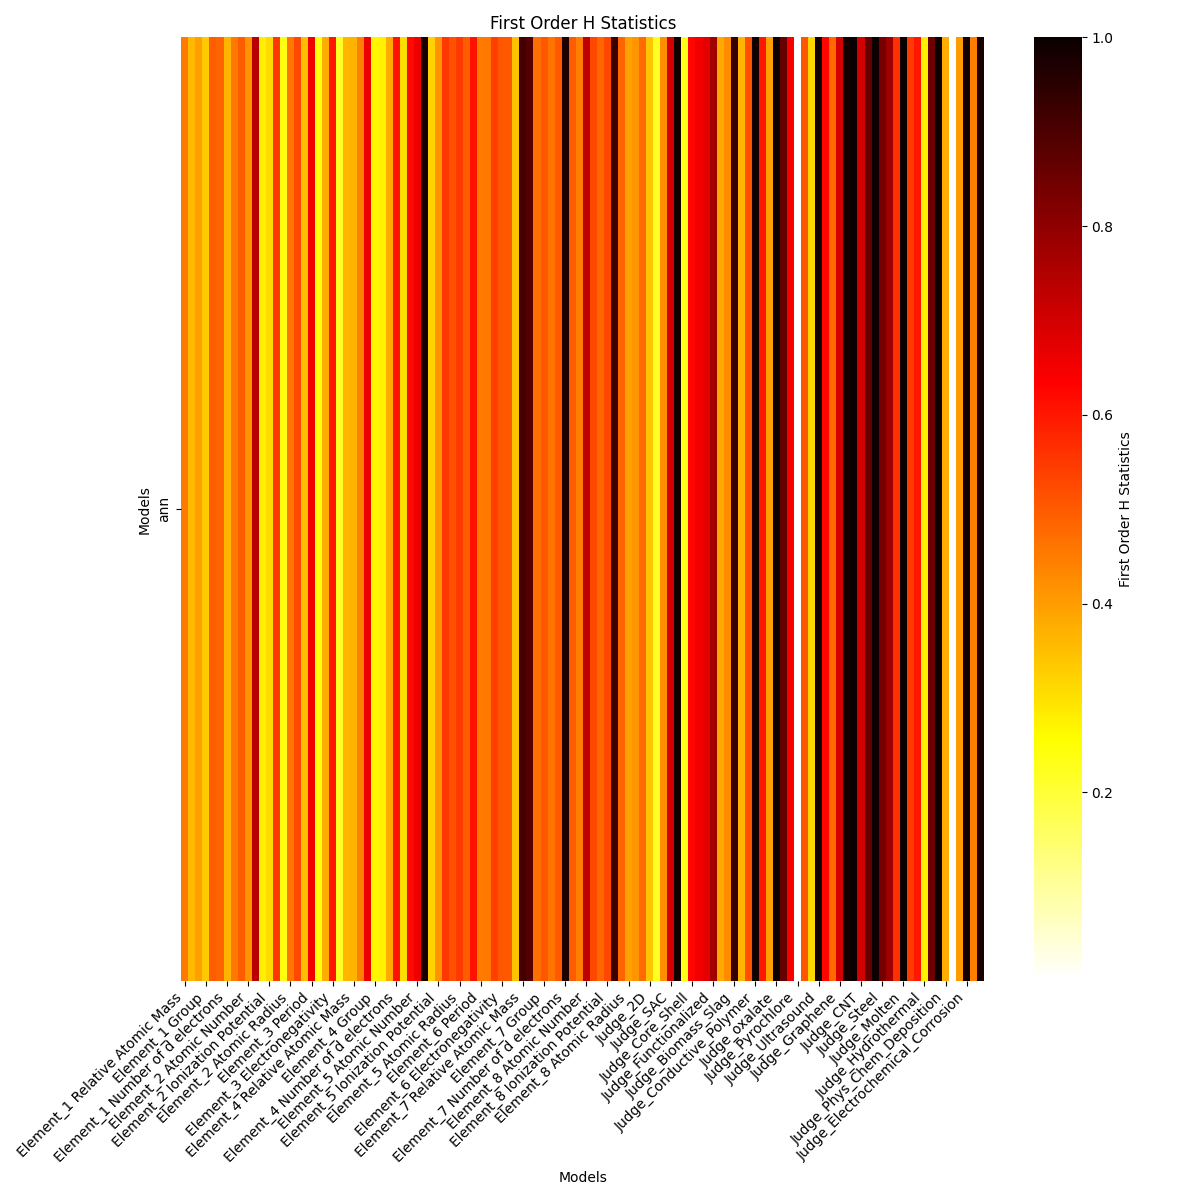 First Order H Statistics
Models
ann
Element_1 Relative Atomic Mass
Element_1 Group
Element_1 Number of d electrons
Element_2 Atomic Number
Element_2 Ionization Potential
Element_2 Atomic Radius
Element_3 Period
Element_3 Electronegativity
Element_4 Relative Atomic Mass
Element_4 Group
Element_4 Number of d electrons
Element_5 Atomic Number
Element_5 Ionization Potential
Element_5 Atomic Radius
Element_6 Period
Element_6 Electronegativity
Element_7 Relative Atomic Mass
Element_7 Group
Element_7 Number of d electrons
Element_8 Atomic Number
Element_8 Ionization Potential
Element_8 Atomic Radius
Judge_2D
Judge_SAC
Judge_Core_Shell
Judge_Functionalized
Judge_Biomass_Slag
Judge_Conductive_Polymer
Judge_oxalate
Judge_Pyrochlore
Judge_Ultrasound
Judge_Graphene
Judge_CNT
Judge_Steel
Judge_Molten
Judge_Hydrothermal
Judge_Phys_Chem_Deposition
Judge_Electrochemical_Corrosion
Models
1.0
0.8
0.6
0.4
0.2
First Order H Statistics